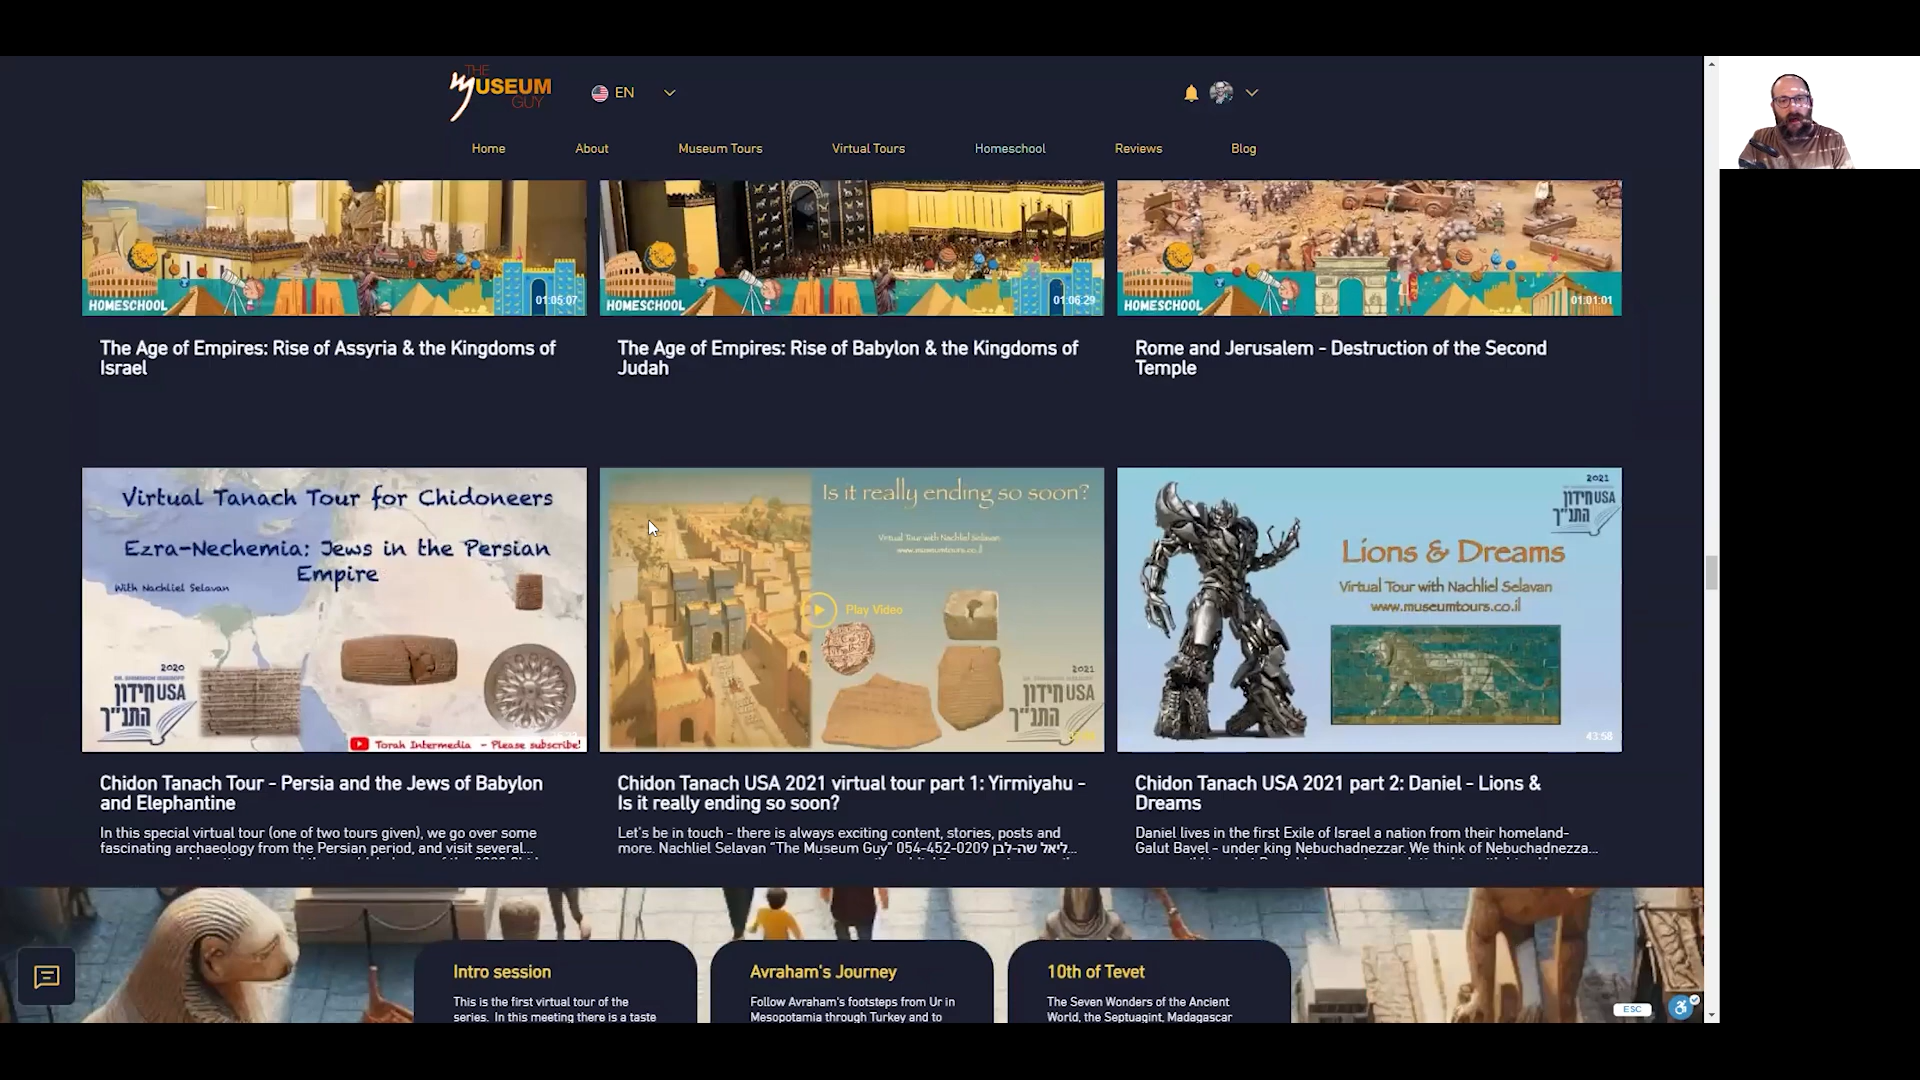 THE
MUSEUM
GUY
EN
Home
About
Museum Tours
Virtual Tours
Homeschool
Reviews
Blog
HOMESCHOOL
01:05:07
HOMESCHOOL
01:06:29
HOMESCHOOL
01:01:01
The Age of Empires: Rise of Assyria & the Kingdoms of
Israel
The Age of Empires: Rise of Babylon & the Kingdoms of
Judah
Rome and Jerusalem - Destruction of the Second
Temple
Virtual Tanach Tour for Chidoneers
Ezra-Nechemia: Jews in the Persian
Empire
With Nachliel Selavan
2020
חידון USA
התנ"ך
Torah Intermedia - Please subscribe!
Is it really ending so soon?
Virtual Tour with Nachliel Selavan
www.museumtours.co.il
Play Video
2021
חידון USA
התנ"ך
2021
חידון USA
התנ"ך
Lions & Dreams
Virtual Tour with Nachliel Selavan
www.museumtours.co.il
43:58
Chidon Tanach Tour - Persia and the Jews of Babylon
and Elephantine
In this special virtual tour (one of two tours given), we go over some
fascinating archaeology from the Persian period, and visit several...
Chidon Tanach USA 2021 virtual tour part 1: Yirmiyahu -
Is it really ending so soon?
Let's be in touch - there is always exciting content, stories, posts and
more. Nachliel Selavan "The Museum Guy" 054-452-0209 ליאל שה-לבן...
Chidon Tanach USA 2021 part 2: Daniel - Lions &
Dreams
Daniel lives in the first Exile of Israel a nation from their homeland-
Galut Bavel - under king Nebuchadnezzar. We think of Nebuchadnezza...
Intro session
This is the first virtual tour of the
series. In this meeting there is a taste
Avraham's Journey
Follow Avraham's footsteps from Ur in
Mesopotamia through Turkey and to
10th of Tevet
The Seven Wonders of the Ancient
World, the Septuagint, Madagascar
ESC